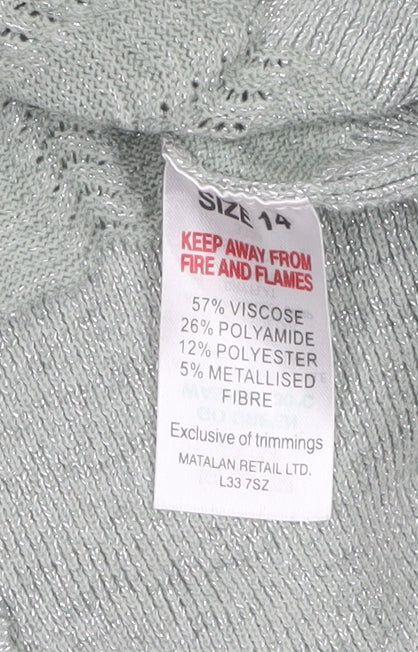 SIZE 14
KEEP AWAY FROM
FIRE AND FLAMES
57% VISCOSE
26% POLYAMIDE
12% POLYESTER
5% METALLISED
FIBRE
Exclusive of trimmings
MATALAN RETAIL LTD.
L33 7SZ